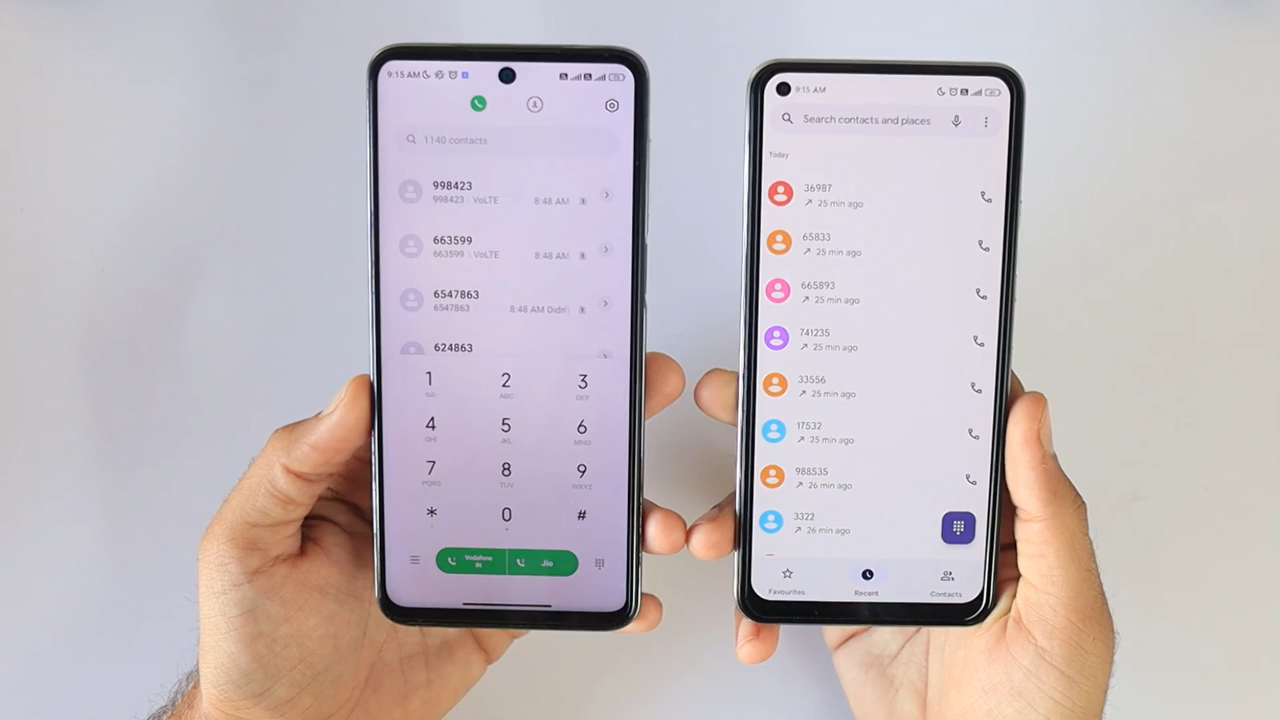 9:15 AM
1140 contacts
998423
998423 VoLTE 8:48 AM
663599
663599 VoLTE 8:48 AM
6547863
6547863 8:48 AM Didn't
624863
1 2 3
ABC DEF
4 5 6
GHI JKL MNO
7 8 9
PQRS TUV WXYZ
* 0 #
+
Vodafone
IN
Jio
9:15 AM
Search contacts and places
Today
36987
25 min ago
65833
25 min ago
665893
25 min ago
741235
25 min ago
33556
25 min ago
17532
25 min ago
988535
26 min ago
3322
26 min ago
Favourites Recent Contacts